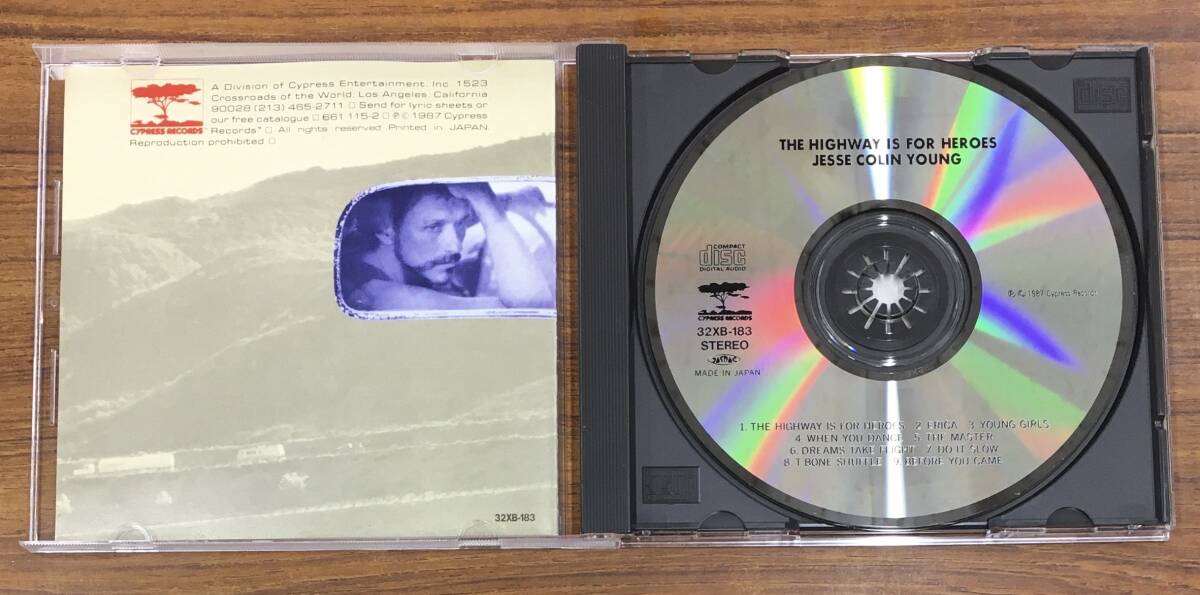 A Division of Cypress Entertainment, Inc. 1523
Crossroads of the World, Los Angeles, California
90028 (213) 465-2711 □ Send for lyric sheets or
our free catalogue □ 661 115-2 □ ℗ © 1987 Cypress
Records™ □ All rights reserved Printed in JAPAN
Reproduction prohibited □
CYPRESS RECORDS
32XB-183
THE HIGHWAY IS FOR HEROES
JESSE COLIN YOUNG
COMPACT
disc
DIGITAL AUDIO
CYPRESS RECORDS
32XB-183
STEREO
JASRAC
MADE IN JAPAN
℗ © 1987 Cypress Records
1. THE HIGHWAY IS FOR HEROES 2. ERICA 3. YOUNG GIRLS
4. WHEN YOU DANCE 5. THE MASTER
6. DREAMS TAKE FLIGHT 7. DO IT SLOW
8. T BONE SHUFFLE 9. BEFORE YOU CAME
disc